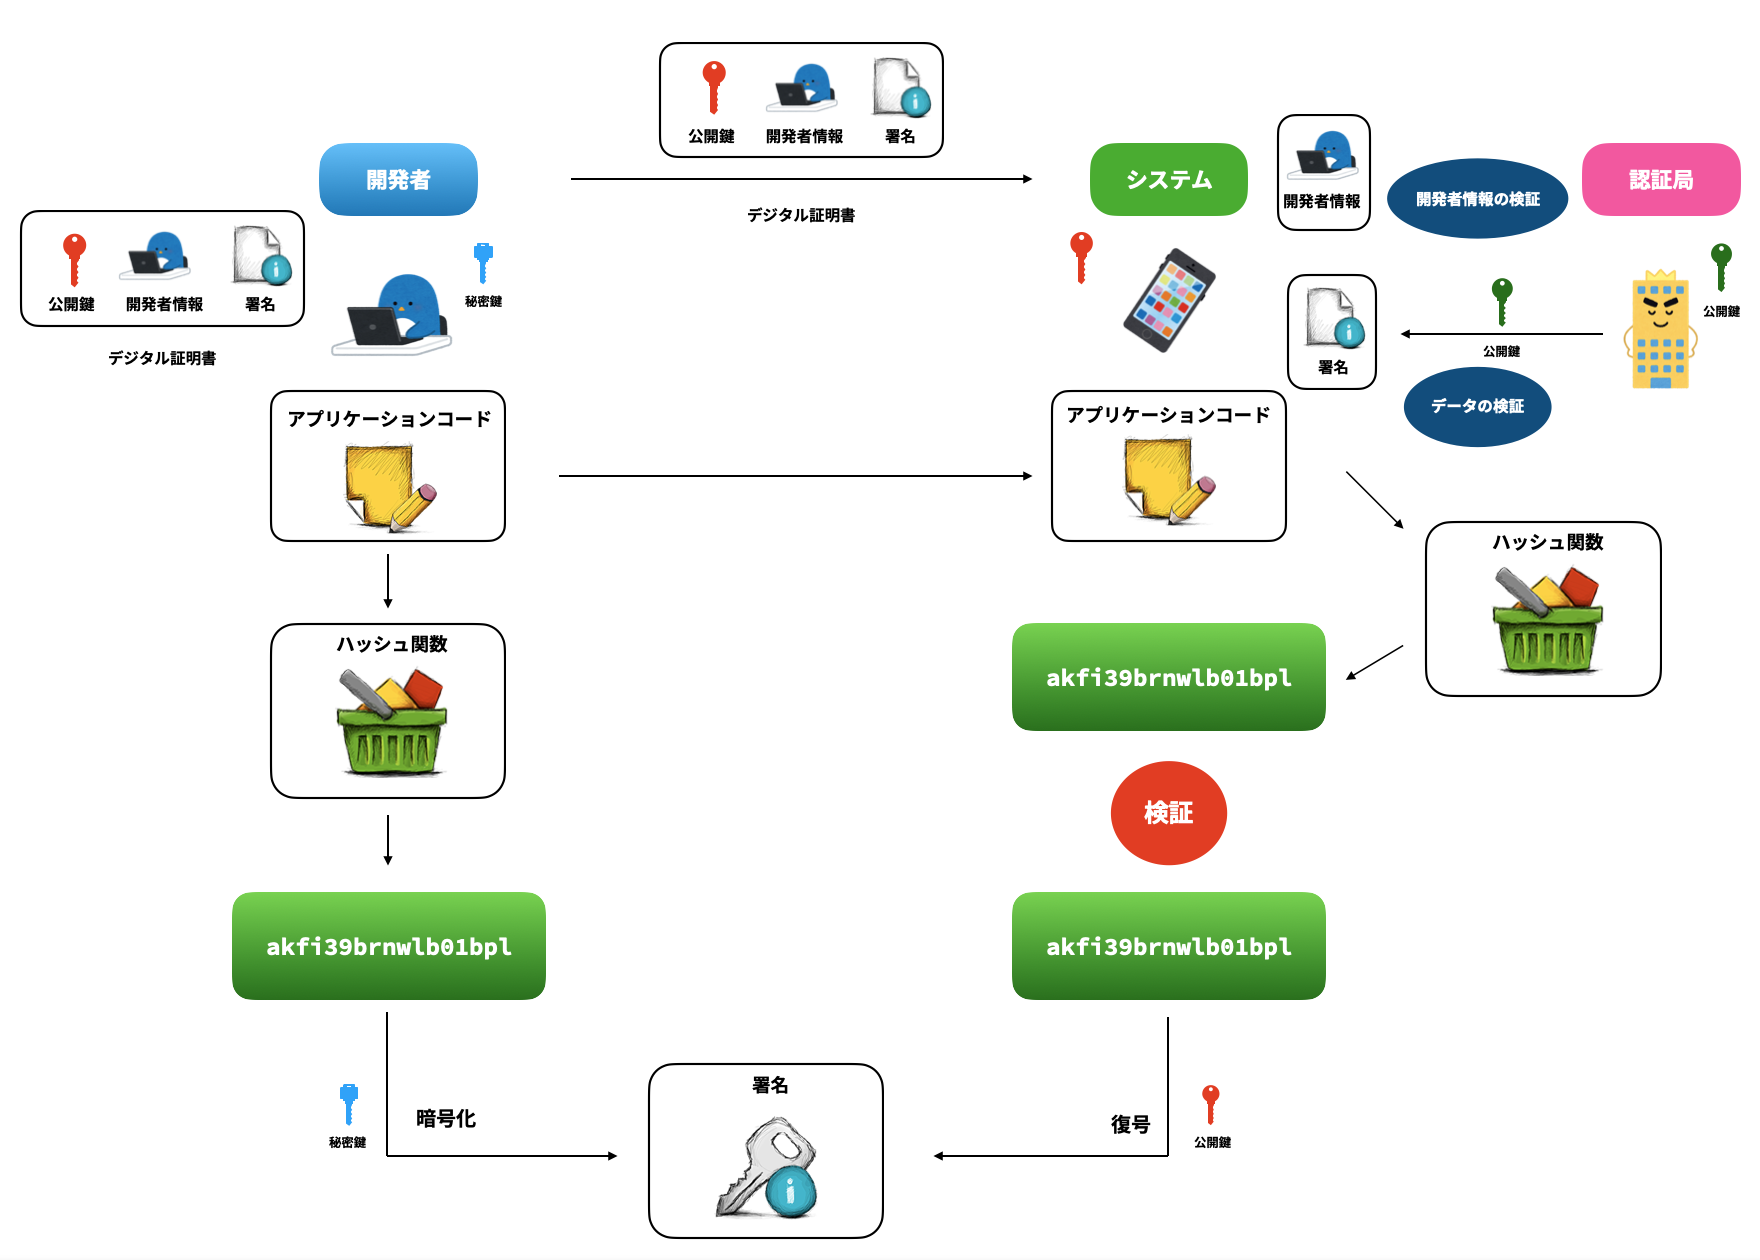 公開鍵
開発者情報
署名
デジタル証明書
開発者
公開鍵
開発者情報
署名
デジタル証明書
秘密鍵
システム
開発者情報
開発者情報の検証
認証局
公開鍵
公開鍵
署名
データの検証
アプリケーションコード
アプリケーションコード
ハッシュ関数
ハッシュ関数
akfi39brnwlb01bpl
検証
akfi39brnwlb01bpl
akfi39brnwlb01bpl
秘密鍵
暗号化
署名
復号
公開鍵